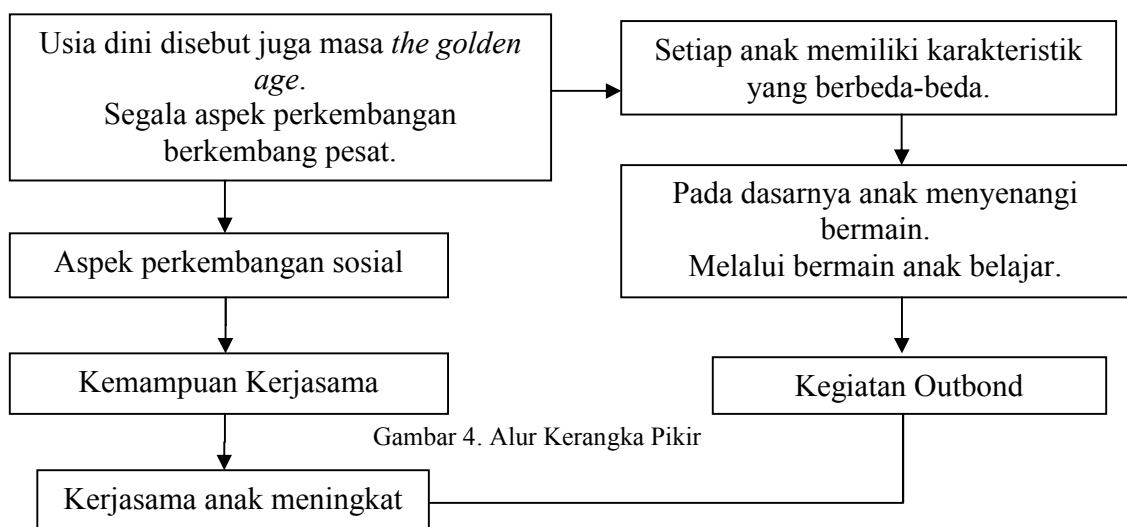 Usia dini disebut juga masa the golden
age.
Segala aspek perkembangan
berkembang pesat.
Setiap anak memiliki karakteristik
yang berbeda-beda.
Pada dasarnya anak menyenangi
bermain.
Melalui bermain anak belajar.
Aspek perkembangan sosial
Kemampuan Kerjasama
Kegiatan Outbond
Gambar 4. Alur Kerangka Pikir
Kerjasama anak meningkat